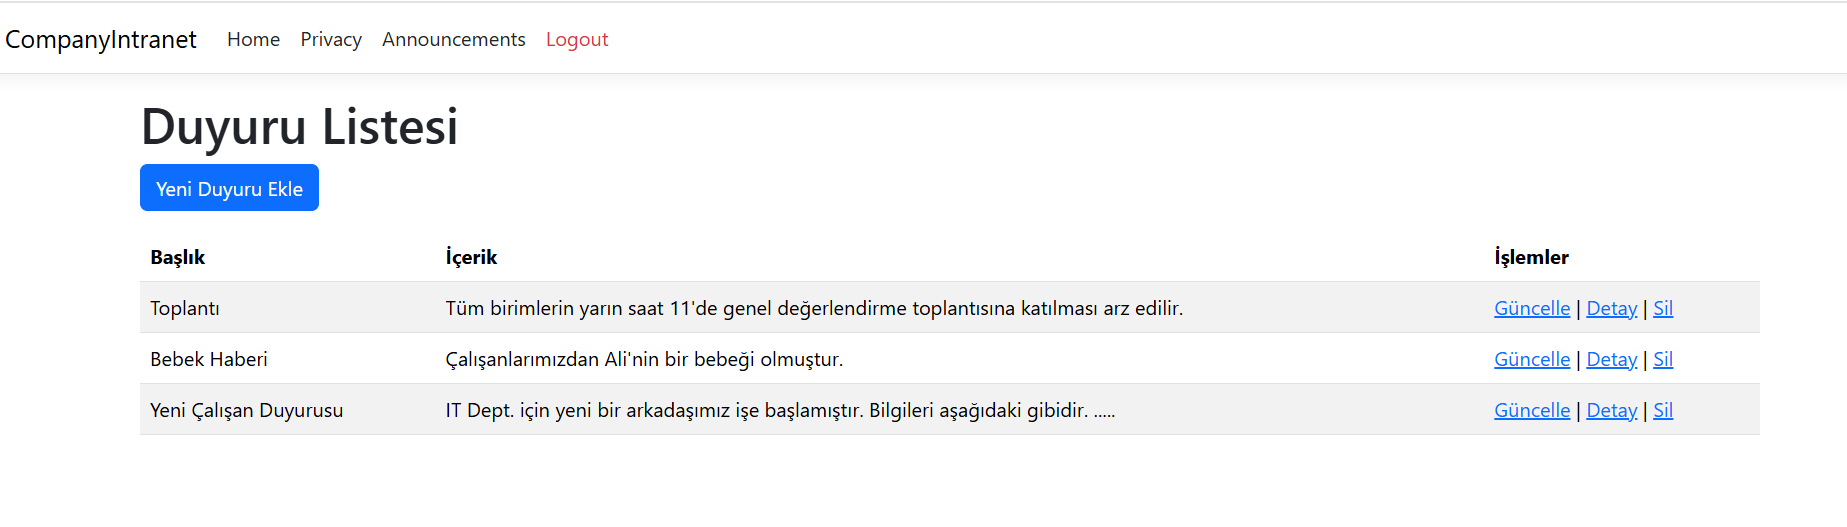 CompanyIntranet Home Privacy Announcements Logout
Duyuru Listesi
Yeni Duyuru Ekle
Başlık İçerik İşlemler
Toplantı Tüm birimlerin yarın saat 11'de genel değerlendirme toplantısına katılması arz edilir. Güncelle | Detay | Sil
Bebek Haberi Çalışanlarımızdan Ali'nin bir bebeği olmuştur. Güncelle | Detay | Sil
Yeni Çalışan Duyurusu IT Dept. için yeni bir arkadaşımız işe başlamıştır. Bilgileri aşağıdaki gibidir. ..... Güncelle | Detay | Sil